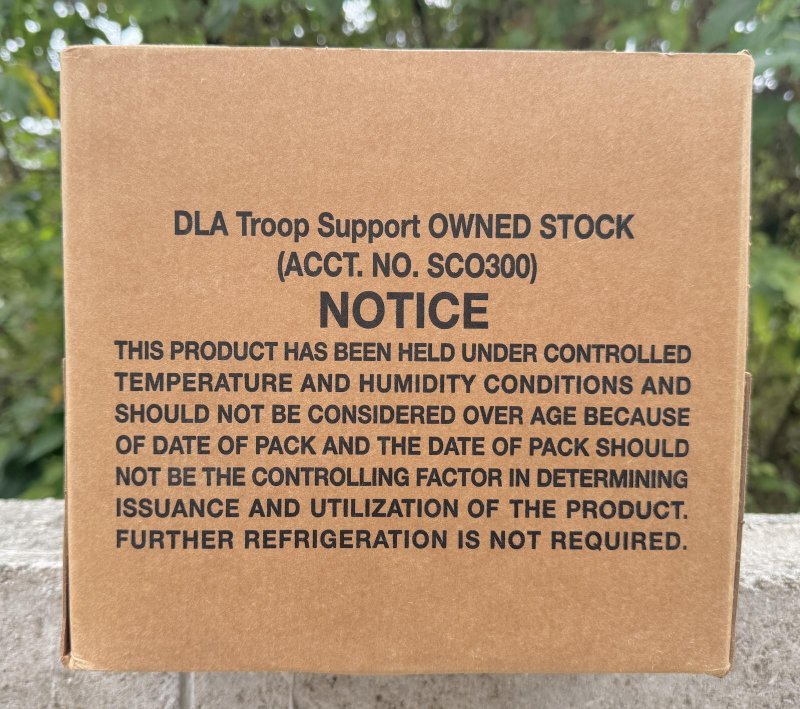 DLA Troop Support OWNED STOCK
(ACCT. NO. SCO300)
NOTICE
THIS PRODUCT HAS BEEN HELD UNDER CONTROLLED
TEMPERATURE AND HUMIDITY CONDITIONS AND
SHOULD NOT BE CONSIDERED OVER AGE BECAUSE
OF DATE OF PACK AND THE DATE OF PACK SHOULD
NOT BE THE CONTROLLING FACTOR IN DETERMINING
ISSUANCE AND UTILIZATION OF THE PRODUCT.
FURTHER REFRIGERATION IS NOT REQUIRED.